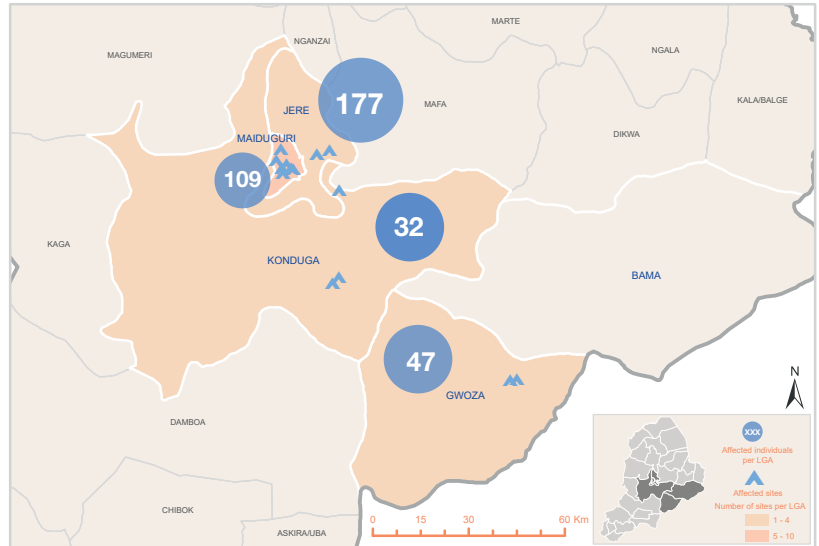 MARTE
NGANZAI
MAGUMERI
NGALA
KALA/BALGE
177
JERE
MAFA
DIKWA
MAIDUGURI
109
32
KAGA
KONDUGA
BAMA
47
GWOZA
N
DAMBOA
CHIBOK
ASKIRA/UBA
0 15 30 60 Km
xxx
Affected individuals
per LGA
Affected sites
Number of sites per LGA
1 - 4
5 - 10